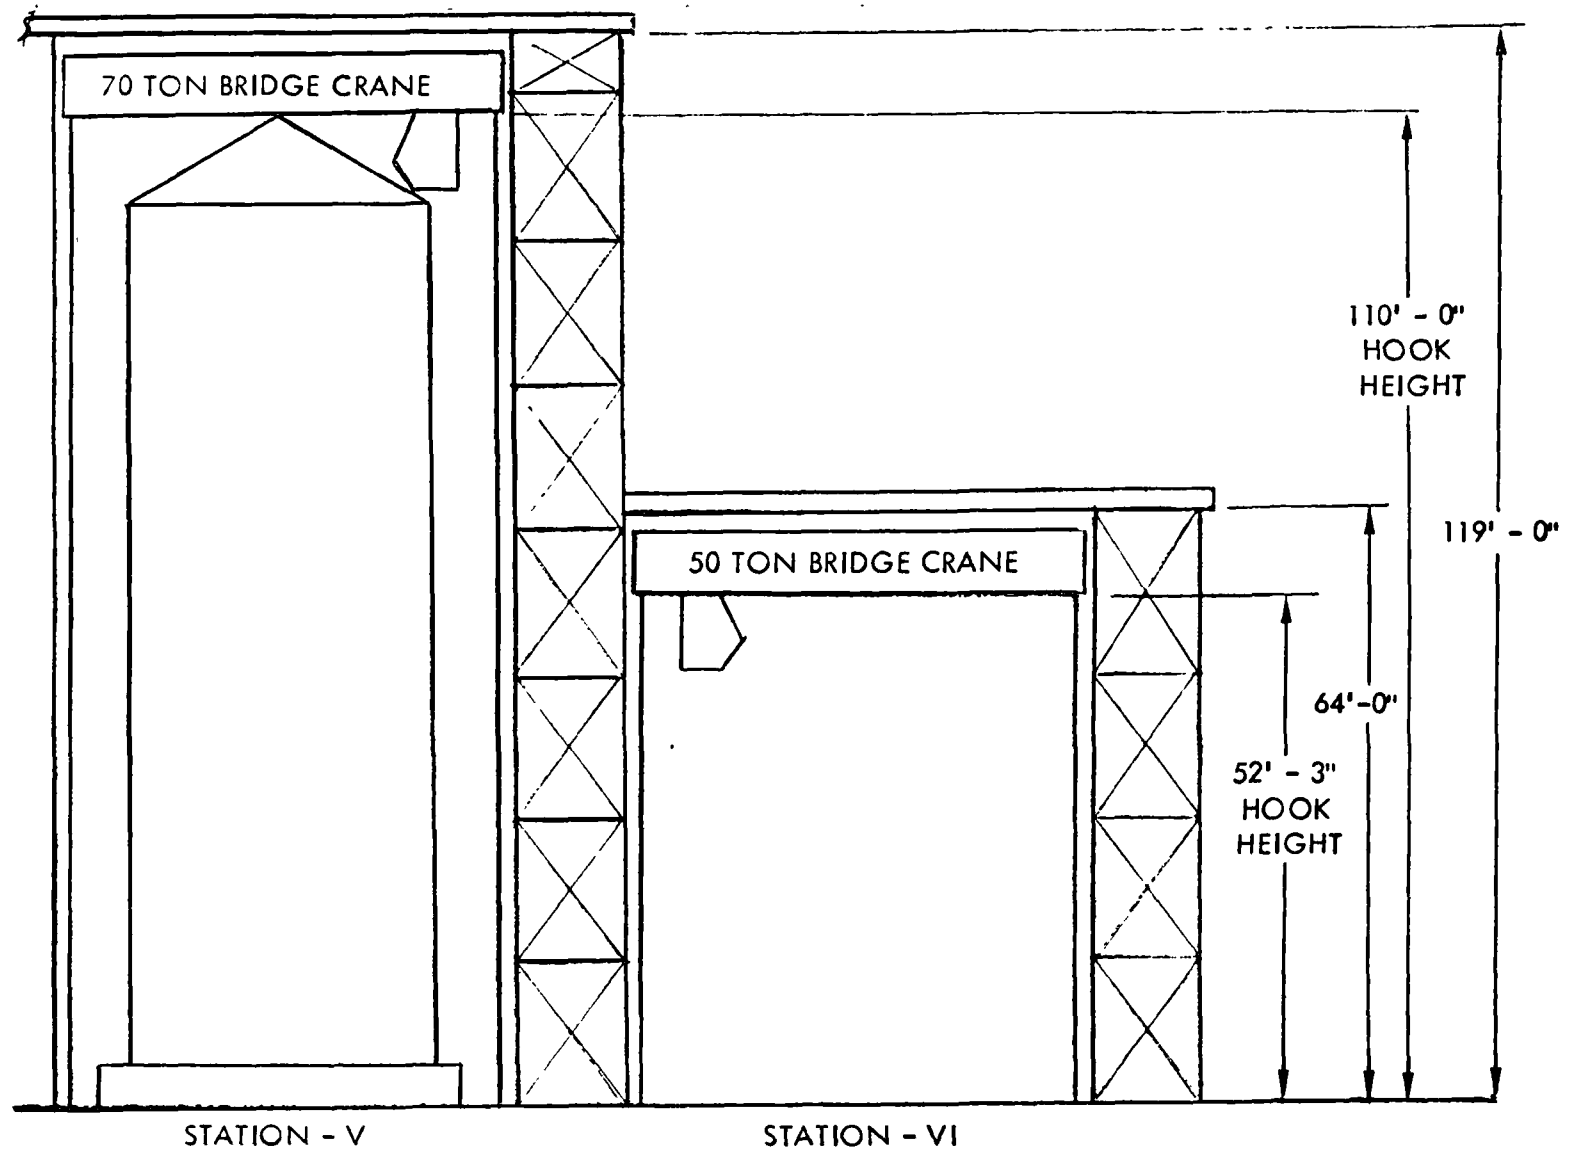 70 TON BRIDGE CRANE
110' - 0"
HOOK
HEIGHT
119' - 0"
50 TON BRIDGE CRANE
64'-0"
52' - 3"
HOOK
HEIGHT
STATION - V
STATION - VI